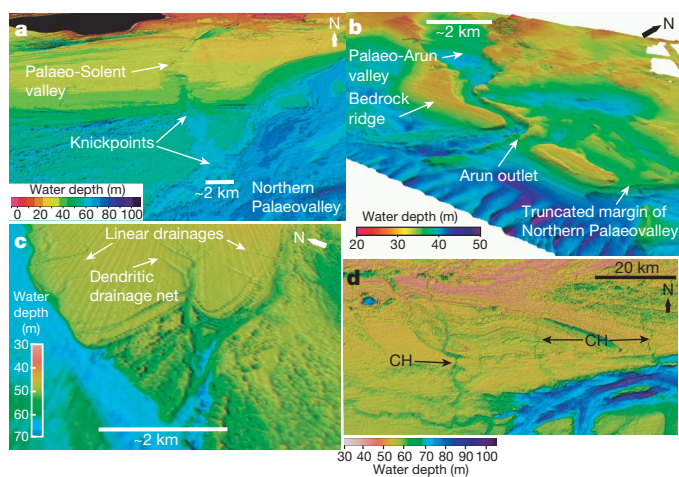 a
N
Palaeo-Solent
valley
Knickpoints
~2 km
Water depth (m)
0 20 40 60 80 100
Northern
Palaeovalley
b
~2 km
N
Palaeo-Arun
valley
Bedrock
ridge
Arun outlet
Truncated margin of
Northern Palaeovalley
Water depth (m)
20 30 40 50
c
Linear drainages
N
Dendritic
drainage net
Water
depth
(m)
30
40
50
60
70
~2 km
d
20 km
N
CH
CH
30 40 50 60 70 80 90 100
Water depth (m)